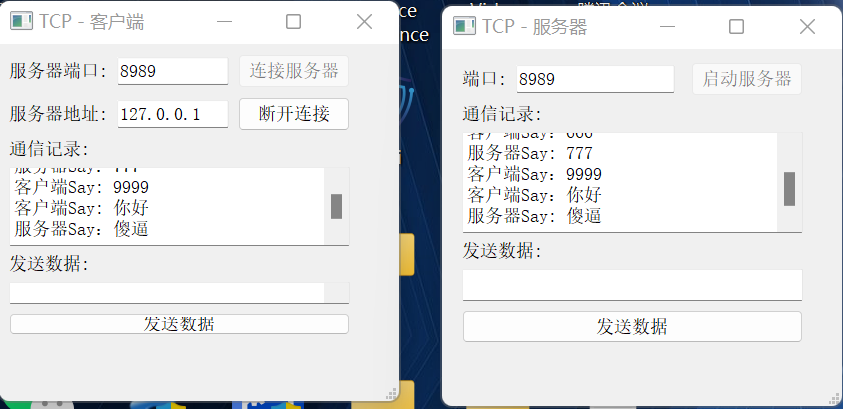 TCP - 客户端
服务器端口:
8989
连接服务器
服务器地址:
127.0.0.1
断开连接
通信记录:
服务器Say: 777
客户端Say: 9999
客户端Say: 你好
服务器Say: 傻逼
发送数据:
发送数据
TCP - 服务器
端口:
8989
启动服务器
通信记录:
客户端Say: 666
服务器Say: 777
客户端Say: 9999
客户端Say: 你好
服务器Say: 傻逼
发送数据:
发送数据